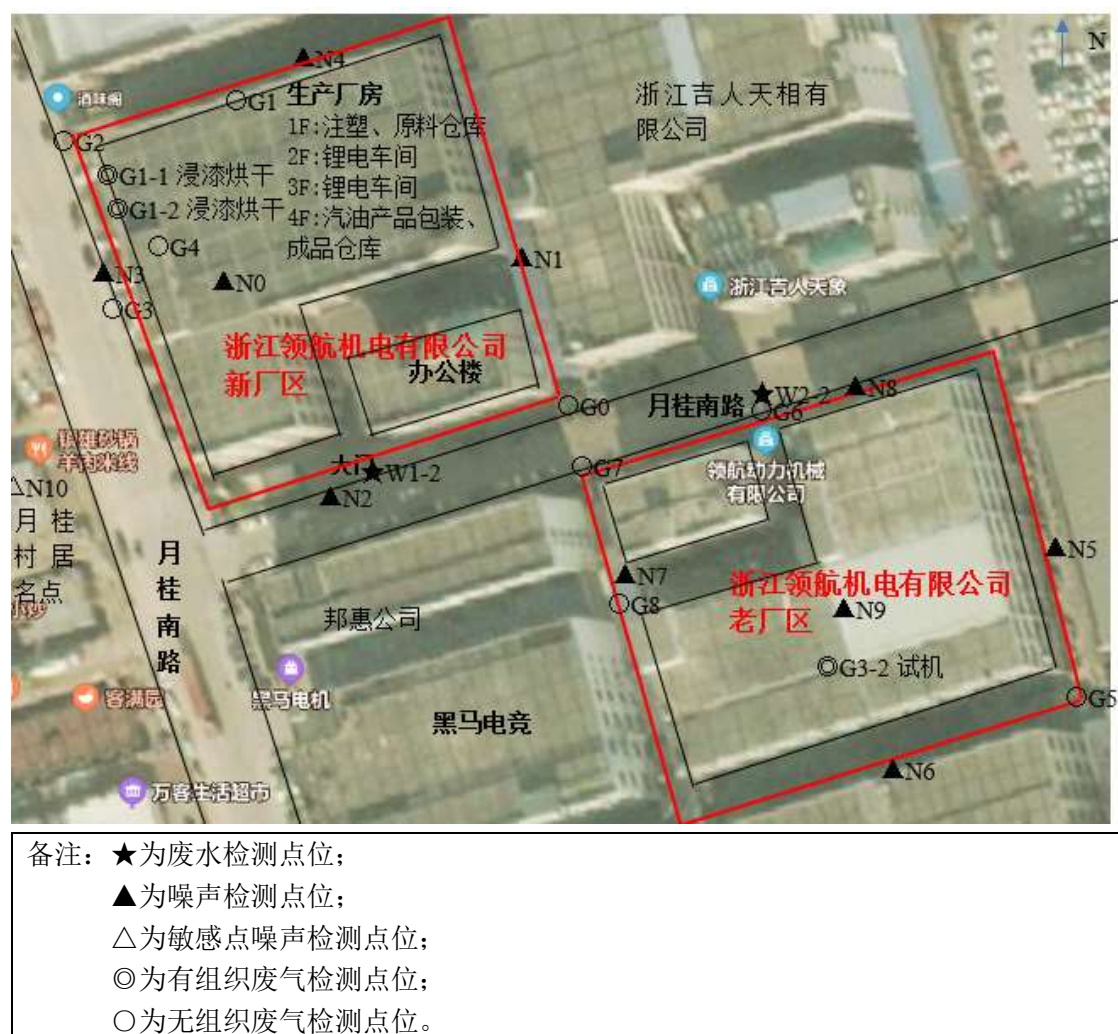 N
▲N4
酒味阁
○G1
生产厂房
1F:注塑、原料仓库
2F:锂电车间
3F:锂电车间
4F:汽油产品包装、
成品仓库
浙江吉人天相有
限公司
○G2
◎G1-1 浸漆烘干
◎G1-2 浸漆烘干
○G4
▲N3
▲N0
○G3
▲N1
浙江吉人天象
浙江领航机电有限公司
新厂区
办公楼
○G0
月桂南路
★W2-2
○G6
▲N8
○G7
领航动力机械
有限公司
羊肉米线
△N10
月桂
村居
名点
★W1-2
▲N2
月桂南路
邦惠公司
黑马电机
黑马电竞
客满园
万客生活超市
▲N7
○G8
浙江领航机电有限公司
老厂区
▲N9
▲N5
◎G3-2 试机
○G5
▲N6
备注：★为废水检测点位；
▲为噪声检测点位；
△为敏感点噪声检测点位；
◎为有组织废气检测点位；
○为无组织废气检测点位。